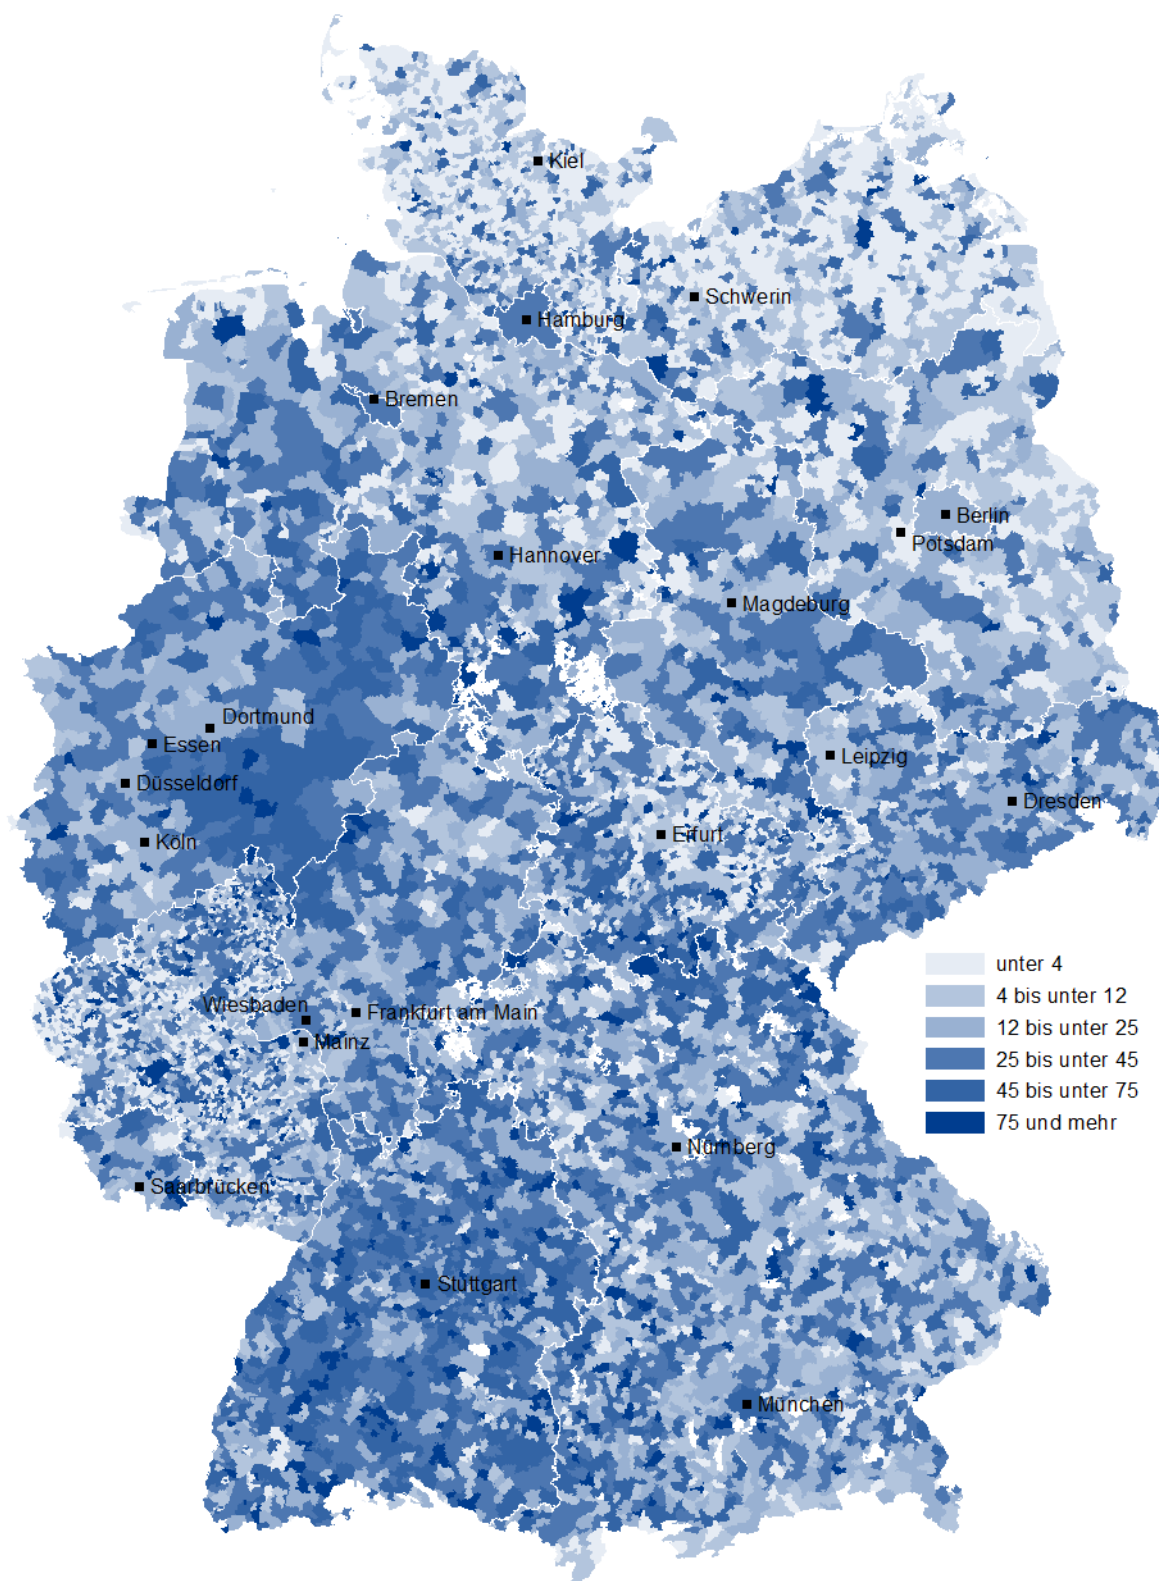 Kiel
Schwerin
Hamburg
Bremen
Berlin
Potsdam
Hannover
Magdeburg
Dortmund
Essen
Leipzig
Düsseldorf
Dresden
Erfurt
Köln
unter 4
4 bis unter 12
12 bis unter 25
25 bis unter 45
45 bis unter 75
75 und mehr
Wiesbaden
Frankfurt am Main
Mainz
Nürnberg
Saarbrücken
Stuttgart
München